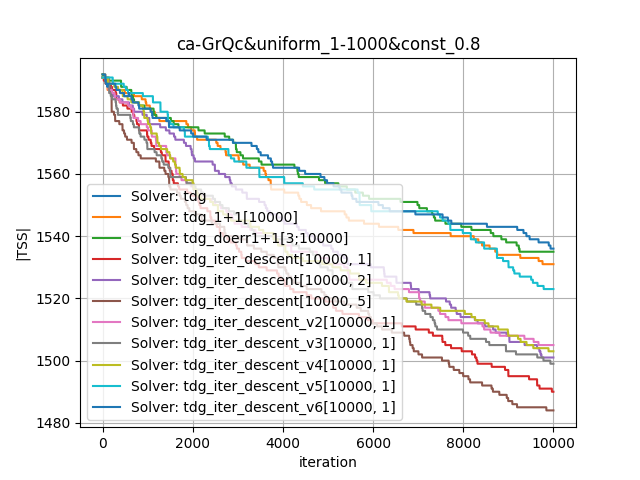 ca-GrQc&uniform_1-1000&const_0.8
|TSS|
1580
1560
1540
1520
1500
1480
Solver: tdg
Solver: tdg_1+1[10000]
Solver: tdg_doerr1+1[3;10000]
Solver: tdg_iter_descent[10000, 1]
Solver: tdg_iter_descent[10000, 2]
Solver: tdg_iter_descent[10000, 5]
Solver: tdg_iter_descent_v2[10000, 1]
Solver: tdg_iter_descent_v3[10000, 1]
Solver: tdg_iter_descent_v4[10000, 1]
Solver: tdg_iter_descent_v5[10000, 1]
Solver: tdg_iter_descent_v6[10000, 1]
0 2000 4000 6000 8000 10000
iteration